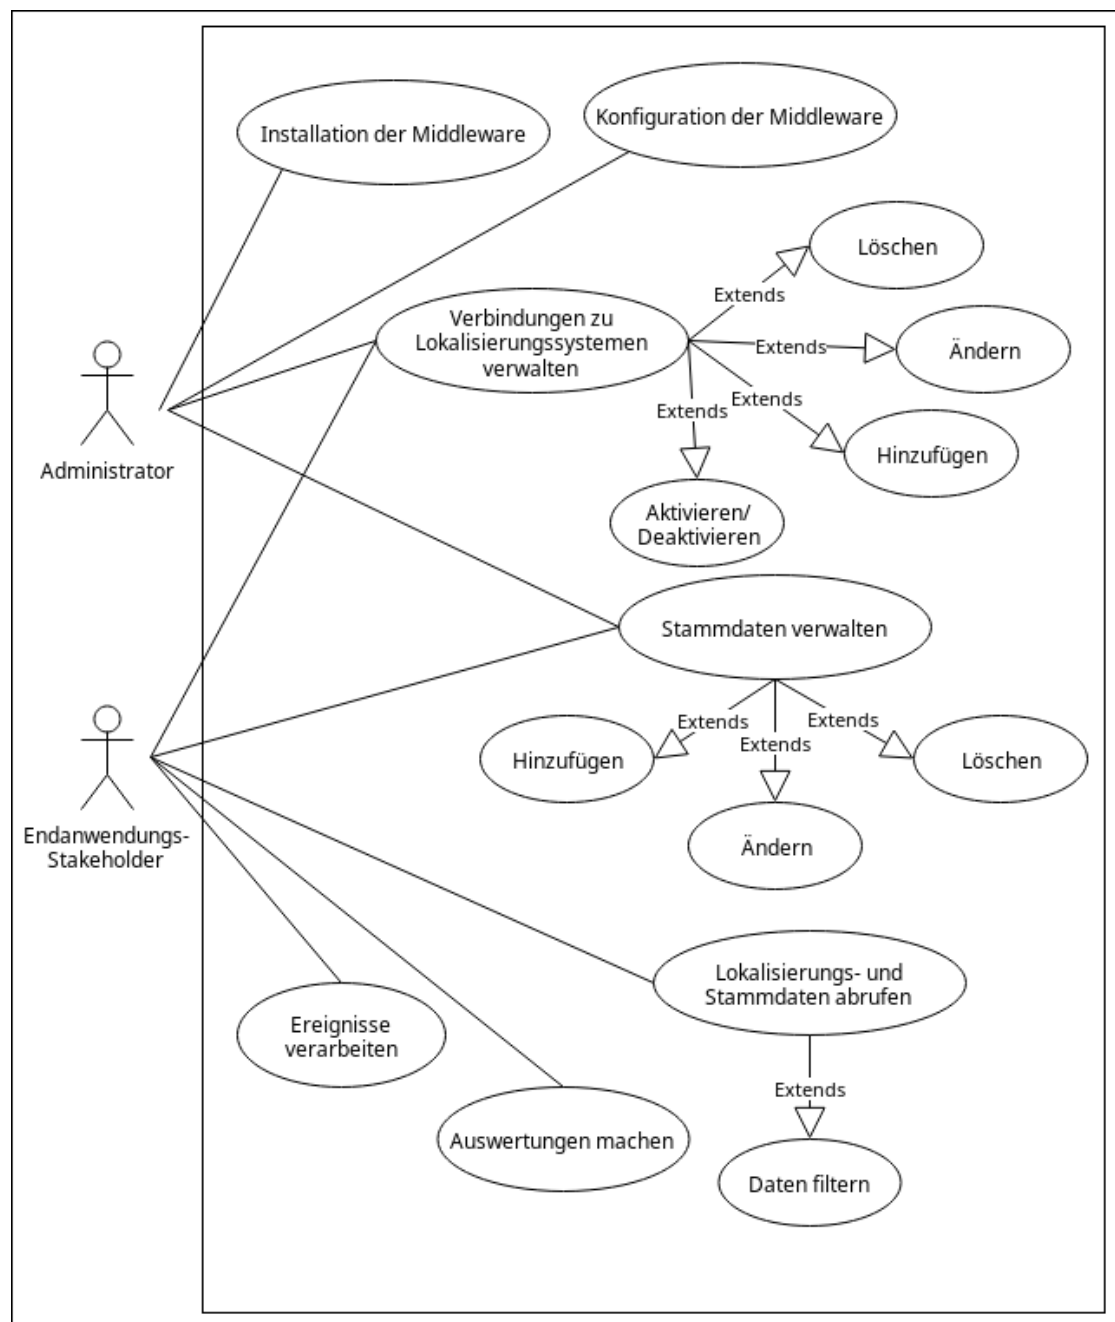 Installation der Middleware
Konfiguration der Middleware
Löschen
Extends
Verbindungen zu
Lokalisierungssystemen
verwalten
Extends
Ändern
Extends
Extends
Hinzufügen
Administrator
Aktivieren/
Deaktivieren
Stammdaten verwalten
Extends
Extends
Extends
Hinzufügen
Löschen
Ändern
Endanwendungs-
Stakeholder
Lokalisierungs- und
Stammdaten abrufen
Ereignisse
verarbeiten
Extends
Auswertungen machen
Daten filtern